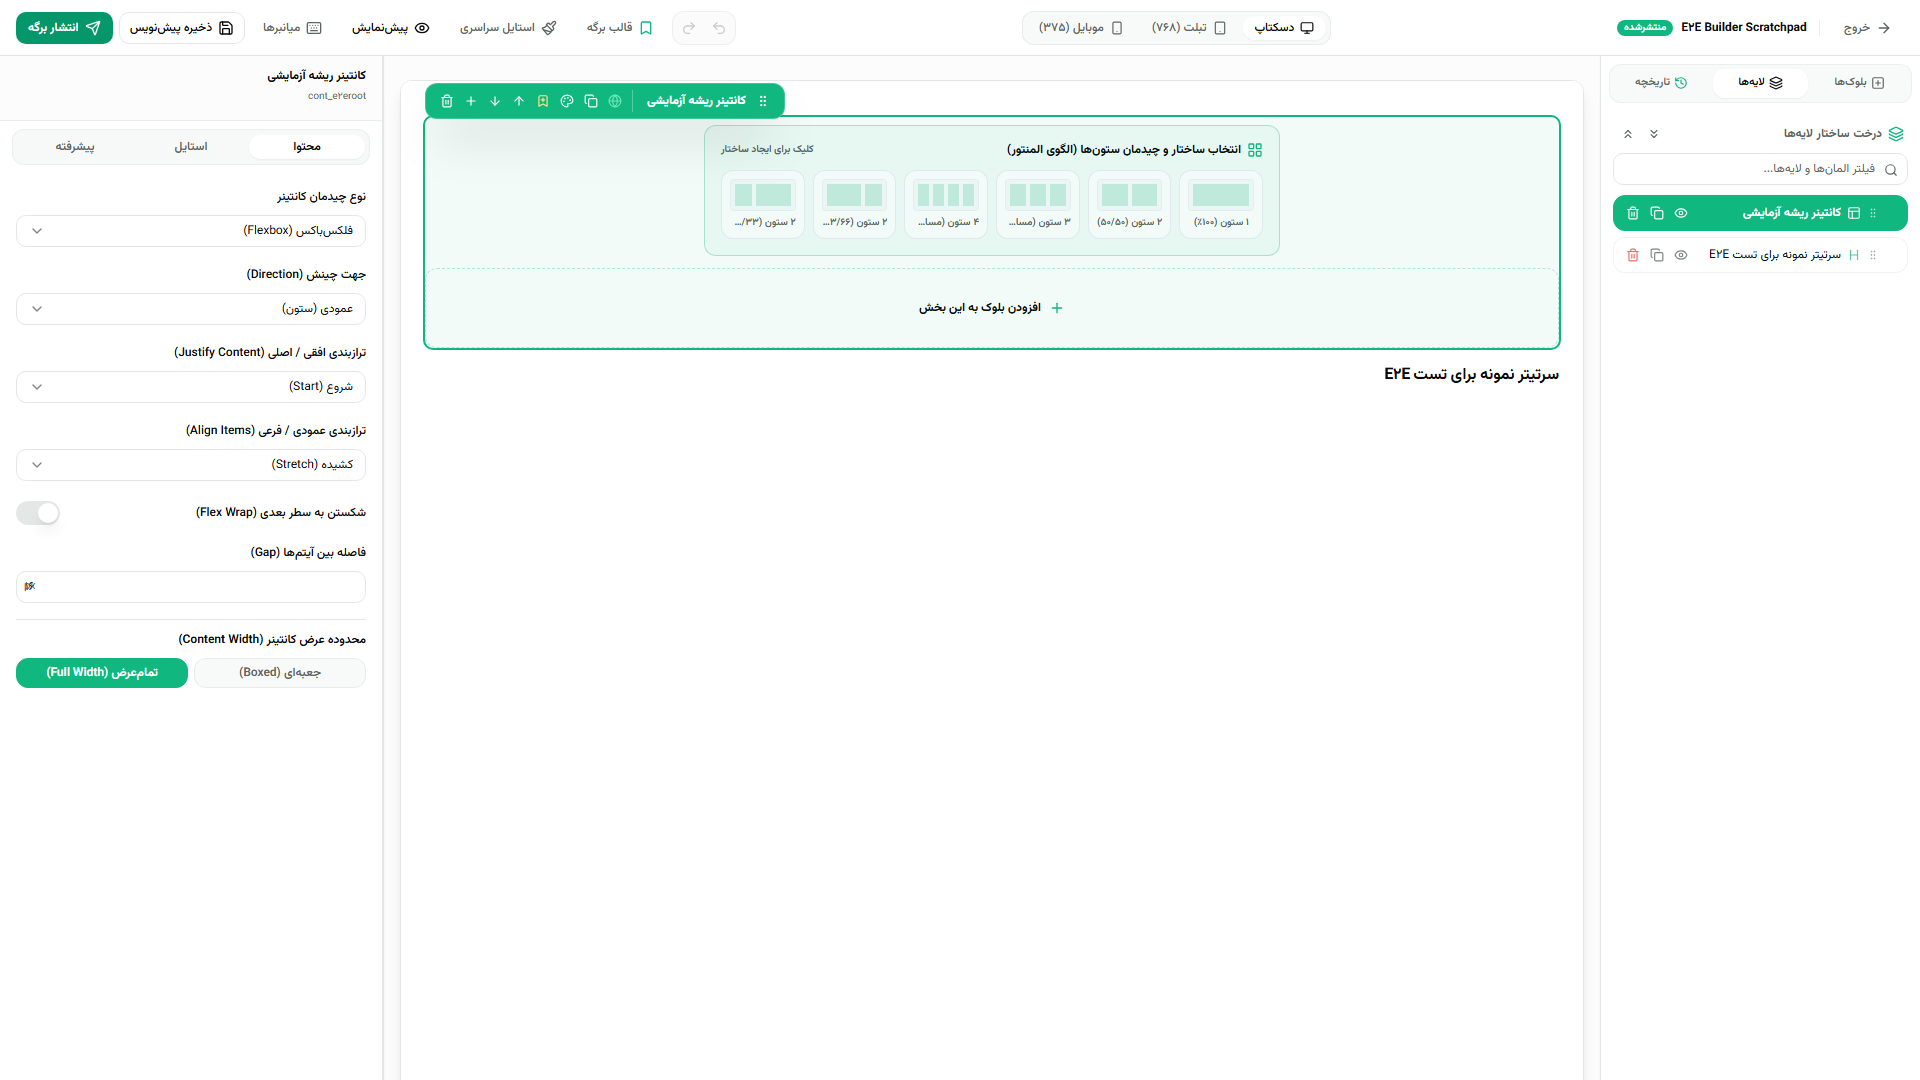 خروج
E2E Builder Scratchpad
منتشرشده
دسکتاپ
تبلت (۷۶۸)
موبایل (۳۷۵)
قالب برگه
استایل سراسری
پیش‌نمایش
میانبرها
ذخیره پیش‌نویس
انتشار برگه
بلوک‌ها
لایه‌ها
تاریخچه
درخت ساختار لایه‌ها
فیلتر المان‌ها و لایه‌ها...
کانتینر ریشه آزمایشی
سرتیتر نمونه برای تست E۲E
کانتینر ریشه آزمایشی
انتخاب ساختار و چیدمان ستون‌ها (الگوی المنتور)
کلیک برای ایجاد ساختار
۱ ستون (۱۰۰٪)
۲ ستون (۵۰/۵۰)
۳ ستون (مسا...
۴ ستون (مسا...
۲ ستون (۳/۶۶...
۲ ستون (/۳۳...
افزودن بلوک به این بخش
سرتیتر نمونه برای تست E۲E
کانتینر ریشه آزمایشی
cont_e۲eroot
محتوا
استایل
پیشرفته
نوع چیدمان کانتینر
فلکس‌باکس (Flexbox)
جهت چینش (Direction)
عمودی (ستون)
ترازبندی افقی / اصلی (Justify Content)
شروع (Start)
ترازبندی عمودی / فرعی (Align Items)
کشیده (Stretch)
شکستن به سطر بعدی (Flex Wrap)
فاصله بین آیتم‌ها (Gap)
محدوده عرض کانتینر (Content Width)
جعبه‌ای (Boxed)
تمام‌عرض (Full Width)